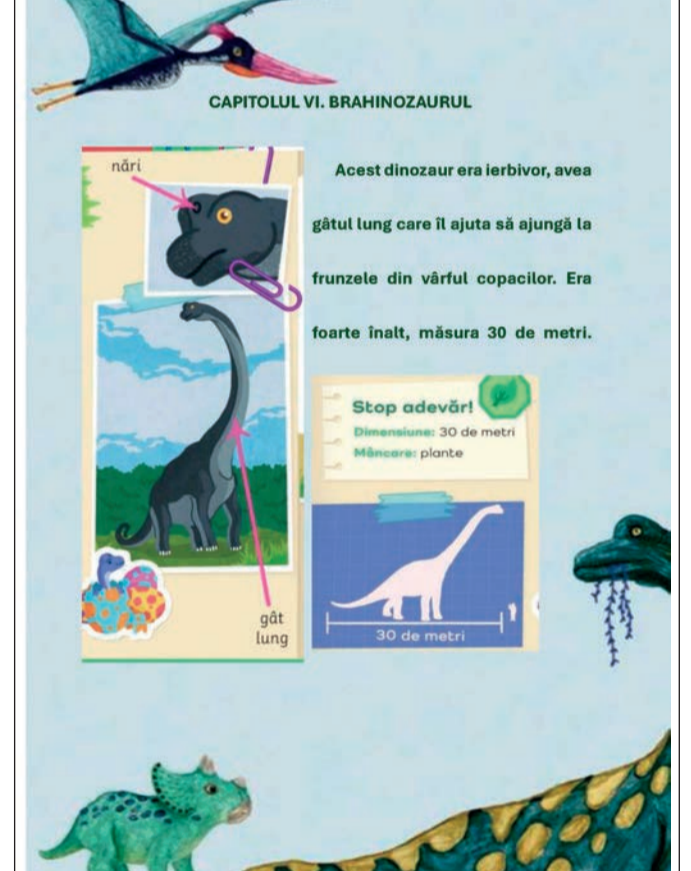 CAPITOLUL VI. BRAHINOZAURUL
nări
Acest dinozaur era ierbivor, avea
gâtul lung care îl ajuta să ajungă la
frunzele din vârful copacilor. Era
foarte înalt, măsura 30 de metri.
Stop adevăr!
Dimensiune: 30 de metri
Mâncare: plante
gât
lung
30 de metri